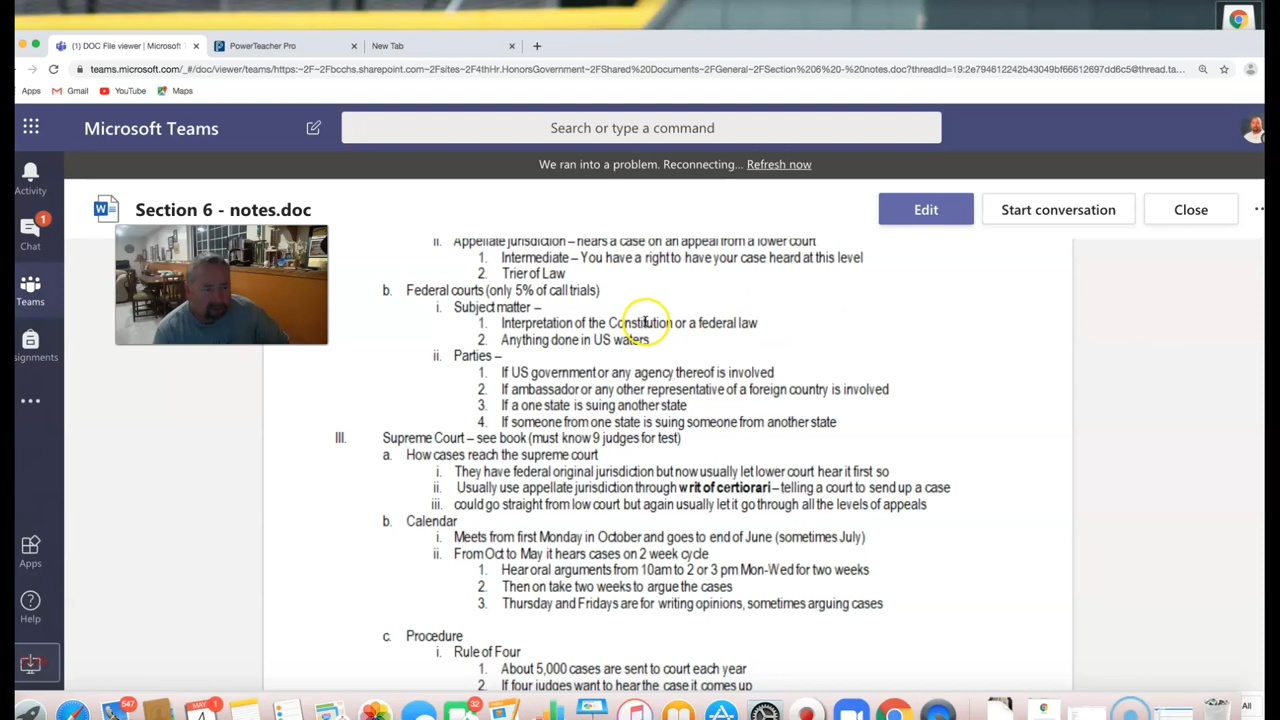 (1) DOC File viewer | Microsoft
PowerTeacher Pro
New Tab
teams.microsoft.com/_#/doc/viewer/teams/https:~2F~2Fbcchs.sharepoint.com~2Fsites~2F4thHr.HonorsGovernment~2FShared%20Documents~2FGeneral~2FSection%206%20-%20notes.doc?threadId=19:2e794612242b43049bf66612697dd6c5@thread.ta...
Apps
Gmail
YouTube
Maps
Microsoft Teams
Search or type a command
We ran into a problem. Reconnecting... Refresh now
Activity
Section 6 - notes.doc
Edit
Start conversation
Close
1
Chat
Teams
ssignments
Apps
Help
ii. Appellate jurisdiction – hears a case on an appeal from a lower court
1. Intermediate – You have a right to have your case heard at this level
2. Trier of Law
b. Federal courts (only 5% of call trials)
i. Subject matter –
1. Interpretation of the Constitution or a federal law
2. Anything done in US waters
ii. Parties –
1. If US government or any agency thereof is involved
2. If ambassador or any other representative of a foreign country is involved
3. If a one state is suing another state
4. If someone from one state is suing someone from another state
III. Supreme Court – see book (must know 9 judges for test)
a. How cases reach the supreme court
i. They have federal original jurisdiction but now usually let lower court hear it first so
ii. Usually use appellate jurisdiction through writ of certiorari – telling a court to send up a case
iii. could go straight from low court but again usually let it go through all the levels of appeals
b. Calendar
i. Meets from first Monday in October and goes to end of June (sometimes July)
ii. From Oct to May it hears cases on 2 week cycle
1. Hear oral arguments from 10am to 2 or 3 pm Mon-Wed for two weeks
2. Then on take two weeks to argue the cases
3. Thursday and Fridays are for writing opinions, sometimes arguing cases
c. Procedure
i. Rule of Four
1. About 5,000 cases are sent to court each year
2. If four judges want to hear the case it comes up
547
MAY
4
1
32
All